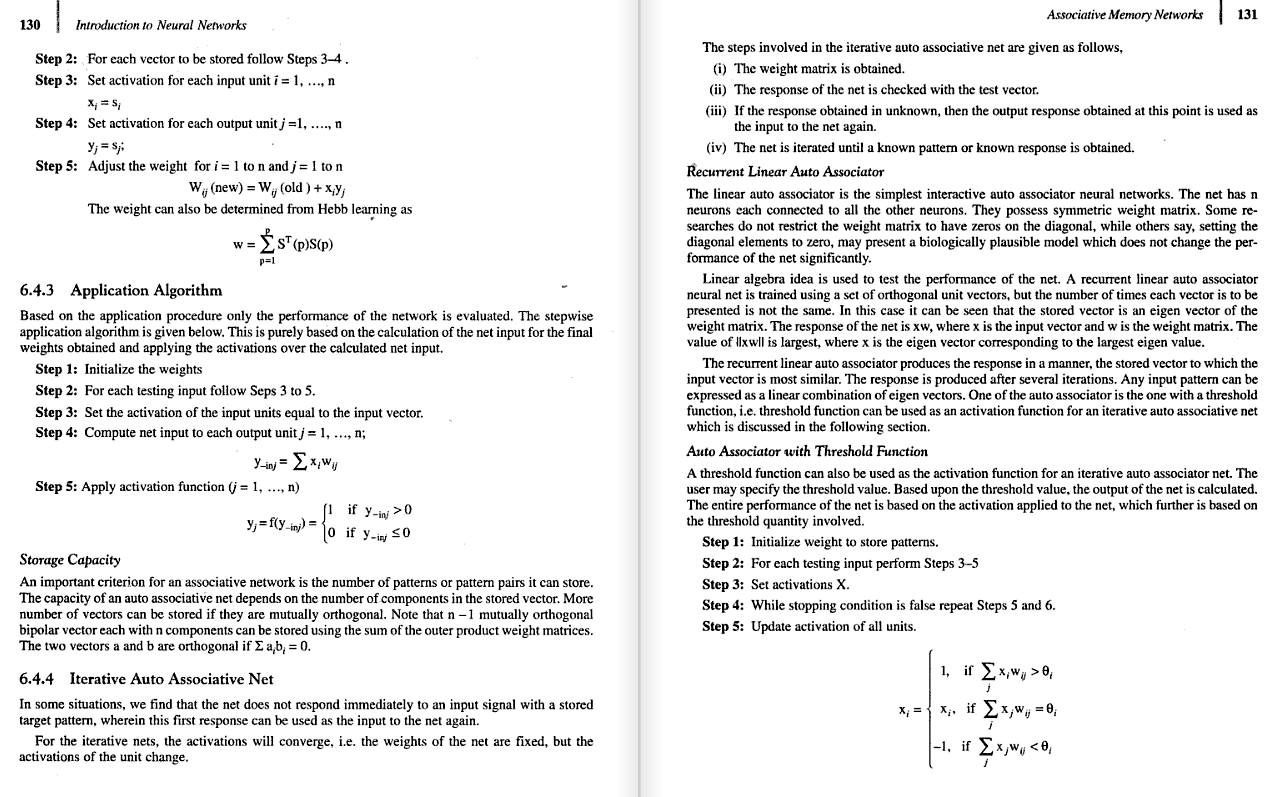 130 | Introduction to Neural Networks
Step 2: For each vector to be stored follow Steps 3–4 .
Step 3: Set activation for each input unit i = 1, ..., n
xᵢ = sᵢ
Step 4: Set activation for each output unit j =1, ...., n
yⱼ = sⱼ;
Step 5: Adjust the weight for i = 1 to n and j = 1 to n
Wᵢⱼ (new) = Wᵢⱼ (old ) + xᵢyⱼ
The weight can also be determined from Hebb learning as
w = ∑_{p=1}^{p} Sᵀ(p)S(p)
6.4.3 Application Algorithm
Based on the application procedure only the performance of the network is evaluated. The stepwise
application algorithm is given below. This is purely based on the calculation of the net input for the final
weights obtained and applying the activations over the calculated net input.
Step 1: Initialize the weights
Step 2: For each testing input follow Seps 3 to 5.
Step 3: Set the activation of the input units equal to the input vector.
Step 4: Compute net input to each output unit j = 1, ..., n;
y₋ᵢₙⱼ = ∑ xᵢwᵢⱼ
Step 5: Apply activation function (j = 1, ..., n)
yⱼ = f(y₋ᵢₙⱼ) = { 1 if y₋ᵢₙⱼ > 0
0 if y₋ᵢₙⱼ ≤ 0
Storage Capacity
An important criterion for an associative network is the number of patterns or pattern pairs it can store.
The capacity of an auto associative net depends on the number of components in the stored vector. More
number of vectors can be stored if they are mutually orthogonal. Note that n – 1 mutually orthogonal
bipolar vector each with n components can be stored using the sum of the outer product weight matrices.
The two vectors a and b are orthogonal if Σ aᵢbᵢ = 0.
6.4.4 Iterative Auto Associative Net
In some situations, we find that the net does not respond immediately to an input signal with a stored
target pattern, wherein this first response can be used as the input to the net again.
For the iterative nets, the activations will converge, i.e. the weights of the net are fixed, but the
activations of the unit change.
Associative Memory Networks | 131
The steps involved in the iterative auto associative net are given as follows,
(i) The weight matrix is obtained.
(ii) The response of the net is checked with the test vector.
(iii) If the response obtained in unknown, then the output response obtained at this point is used as
the input to the net again.
(iv) The net is iterated until a known pattern or known response is obtained.
Recurrent Linear Auto Associator
The linear auto associator is the simplest interactive auto associator neural networks. The net has n
neurons each connected to all the other neurons. They possess symmetric weight matrix. Some re-
searches do not restrict the weight matrix to have zeros on the diagonal, while others say, setting the
diagonal elements to zero, may present a biologically plausible model which does not change the per-
formance of the net significantly.
Linear algebra idea is used to test the performance of the net. A recurrent linear auto associator
neural net is trained using a set of orthogonal unit vectors, but the number of times each vector is to be
presented is not the same. In this case it can be seen that the stored vector is an eigen vector of the
weight matrix. The response of the net is xw, where x is the input vector and w is the weight matrix. The
value of llxwll is largest, where x is the eigen vector corresponding to the largest eigen value.
The recurrent linear auto associator produces the response in a manner, the stored vector to which the
input vector is most similar. The response is produced after several iterations. Any input pattern can be
expressed as a linear combination of eigen vectors. One of the auto associator is the one with a threshold
function, i.e. threshold function can be used as an activation function for an iterative auto associative net
which is discussed in the following section.
Auto Associator with Threshold Function
A threshold function can also be used as the activation function for an iterative auto associator net. The
user may specify the threshold value. Based upon the threshold value, the output of the net is calculated.
The entire performance of the net is based on the activation applied to the net, which further is based on
the threshold quantity involved.
Step 1: Initialize weight to store patterns.
Step 2: For each testing input perform Steps 3–5
Step 3: Set activations X.
Step 4: While stopping condition is false repeat Steps 5 and 6.
Step 5: Update activation of all units.
1, if ∑ⱼ xᵢwᵢⱼ > θᵢ
xᵢ = { xᵢ, if ∑ⱼ xⱼwᵢⱼ = θᵢ
–1, if ∑ⱼ xⱼwᵢⱼ < θᵢ